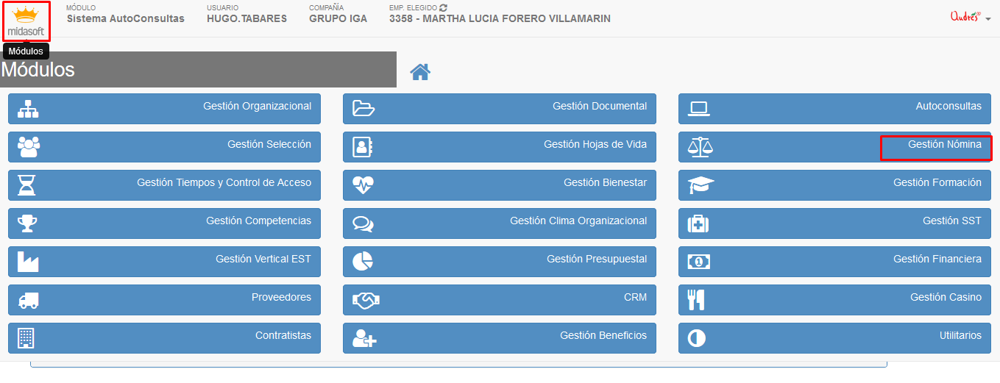 midasoft
MÓDULO
Sistema AutoConsultas
USUARIO
HUGO.TABARES
COMPAÑÍA
GRUPO IGA
EMP. ELEGIDO
3358 - MARTHA LUCIA FORERO VILLAMARIN
Andrés
Módulos
Módulos
Gestión Organizacional
Gestión Documental
Autoconsultas
Gestión Selección
Gestión Hojas de Vida
Gestión Nómina
Gestión Tiempos y Control de Acceso
Gestión Bienestar
Gestión Formación
Gestión Competencias
Gestión Clima Organizacional
Gestión SST
Gestión Vertical EST
Gestión Presupuestal
1
Gestión Financiera
Proveedores
CRM
Gestión Casino
Contratistas
Gestión Beneficios
Utilitarios